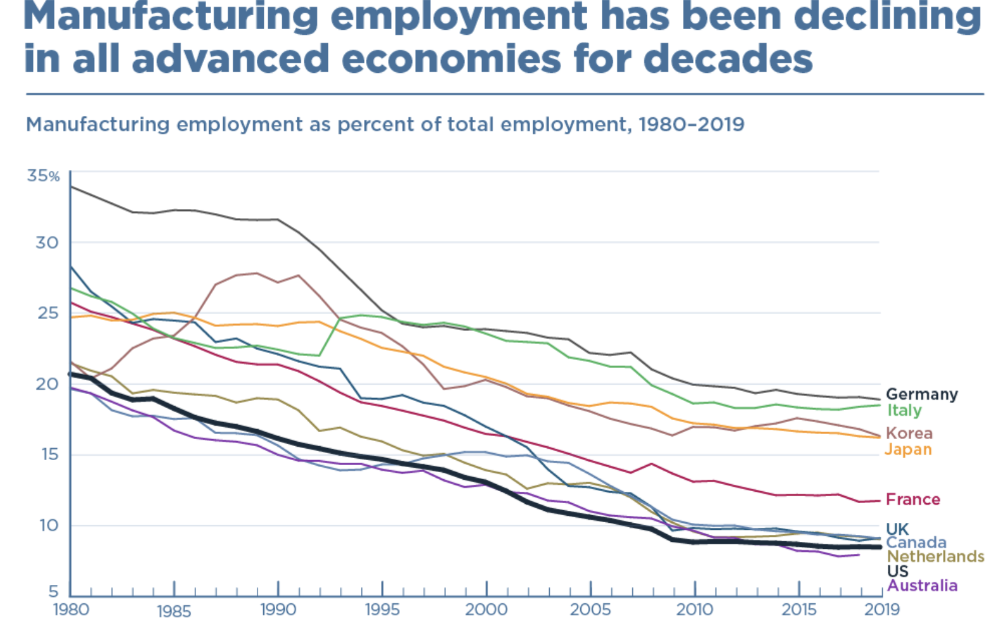 Manufacturing employment has been declining
in all advanced economies for decades
Manufacturing employment as percent of total employment, 1980–2019
35%
30
25
20
15
10
5
Germany
Italy
Korea
Japan
France
UK
Canada
Netherlands
US
Australia
1980 1985 1990 1995 2000 2005 2010 2015 2019